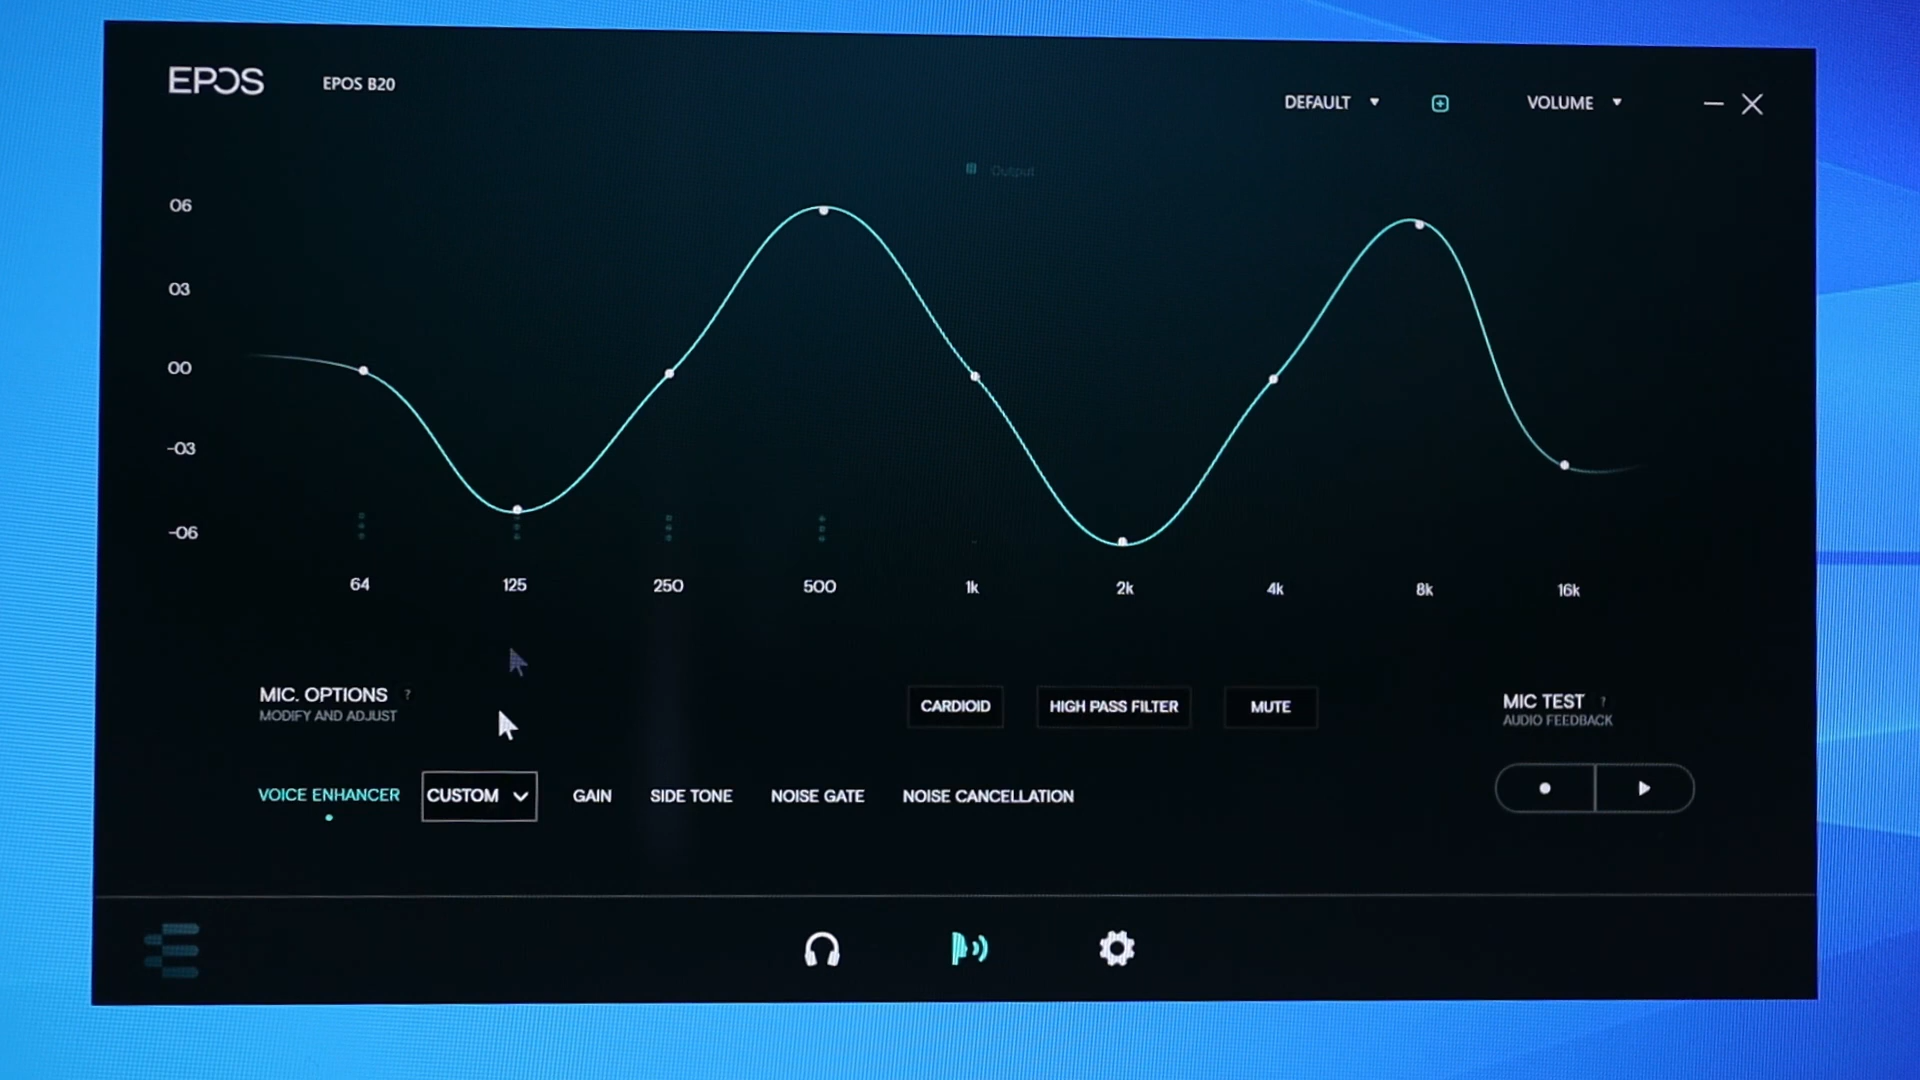 EPOS
EPOS B20
DEFAULT
VOLUME
Output
06
03
00
-03
-06
64 125 250 500 1k 2k 4k 8k 16k
MIC. OPTIONS ?
MODIFY AND ADJUST
CARDIOID
HIGH PASS FILTER
MUTE
MIC TEST ?
AUDIO FEEDBACK
VOICE ENHANCER
CUSTOM
GAIN
SIDE TONE
NOISE GATE
NOISE CANCELLATION